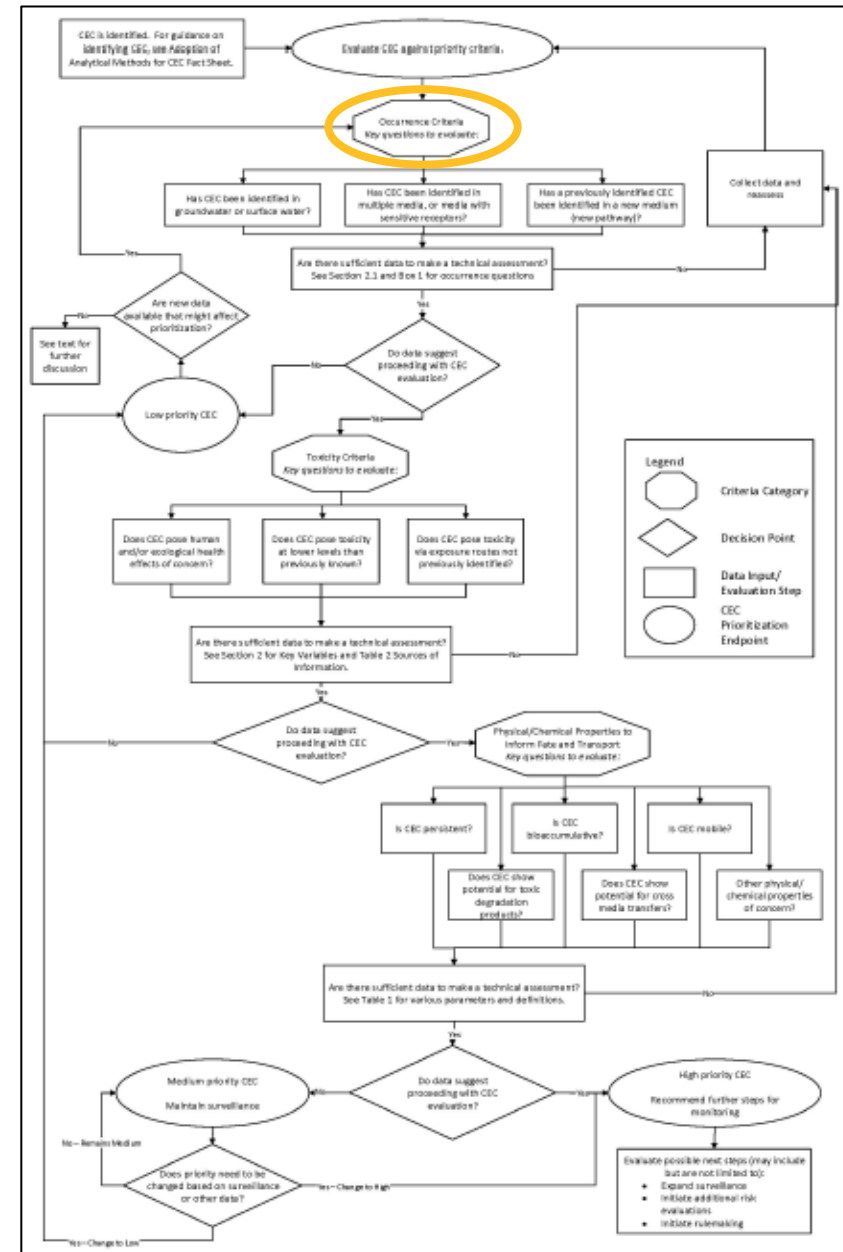 CEC is identified. For guidance on
identifying CEC, see Adoption of
Analytical Methods for CEC Fact Sheet.
Evaluate CEC against priority criteria.
Occurrence Criteria
Key questions to evaluate:
Has CEC been identified in
groundwater or surface water?
Has CEC been identified in
multiple media, or media with
sensitive receptors?
Has a previously identified CEC
been identified in a new medium
(new pathway)?
Collect data and
reassess
Are there sufficient data to make a technical assessment?
See Section 2.1 and Box 1 for occurrence questions
No
Yes
Yes
Are new data
available that might affect
prioritization?
No
See text for
further
discussion
Do data suggest
proceeding with CEC
evaluation?
No
Low priority CEC
Yes
Toxicity Criteria
Key questions to evaluate:
Legend
Criteria Category
Decision Point
Data Input/
Evaluation Step
CEC
Prioritization
Endpoint
Does CEC pose human
and/or ecological health
effects of concern?
Does CEC pose toxicity
at lower levels than
previously known?
Does CEC pose toxicity
via exposure routes not
previously identified?
Are there sufficient data to make a technical assessment?
See Section 2 for Key Variables and Table 2 Sources of
Information.
No
Yes
Do data suggest
proceeding with CEC
evaluation?
No
Yes
Physical/Chemical Properties to
Inform Fate and Transport
Key questions to evaluate:
Is CEC persistent?
Is CEC
bioaccumulative?
Is CEC mobile?
Does CEC show
potential for toxic
degradation
products?
Does CEC show
potential for cross
media transfers?
Other physical/
chemical properties
of concern?
Are there sufficient data to make a technical assessment?
See Table 1 for various parameters and definitions.
No
Yes
Medium priority CEC
Maintain surveillance
No
Do data suggest
proceeding with CEC
evaluation?
Yes
High priority CEC
Recommend further steps for
monitoring
No – Remains Medium
Does priority need to be
changed based on surveillance
or other data?
Yes – Change to High
Yes – Change to Low
Evaluate possible next steps (may include
but are not limited to):
• Expand surveillance
• Initiate additional risk
evaluations
• Initiate rulemaking